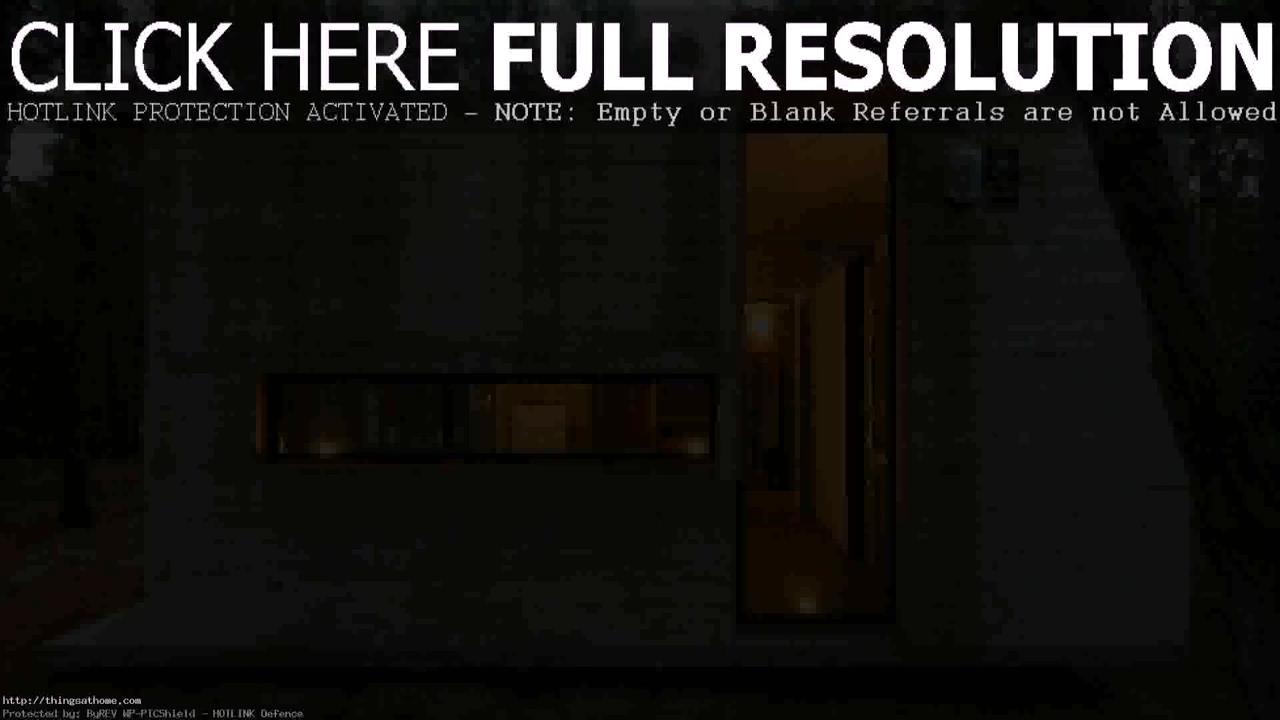 CLICK HERE FULL RESOLUTION
HOTLINK PROTECTION ACTIVATED - NOTE: Empty or Blank Referrals are not Allowed
http://thingsathome.com
Protected by: ByREV WP-PICShield - HOTLINK Defence